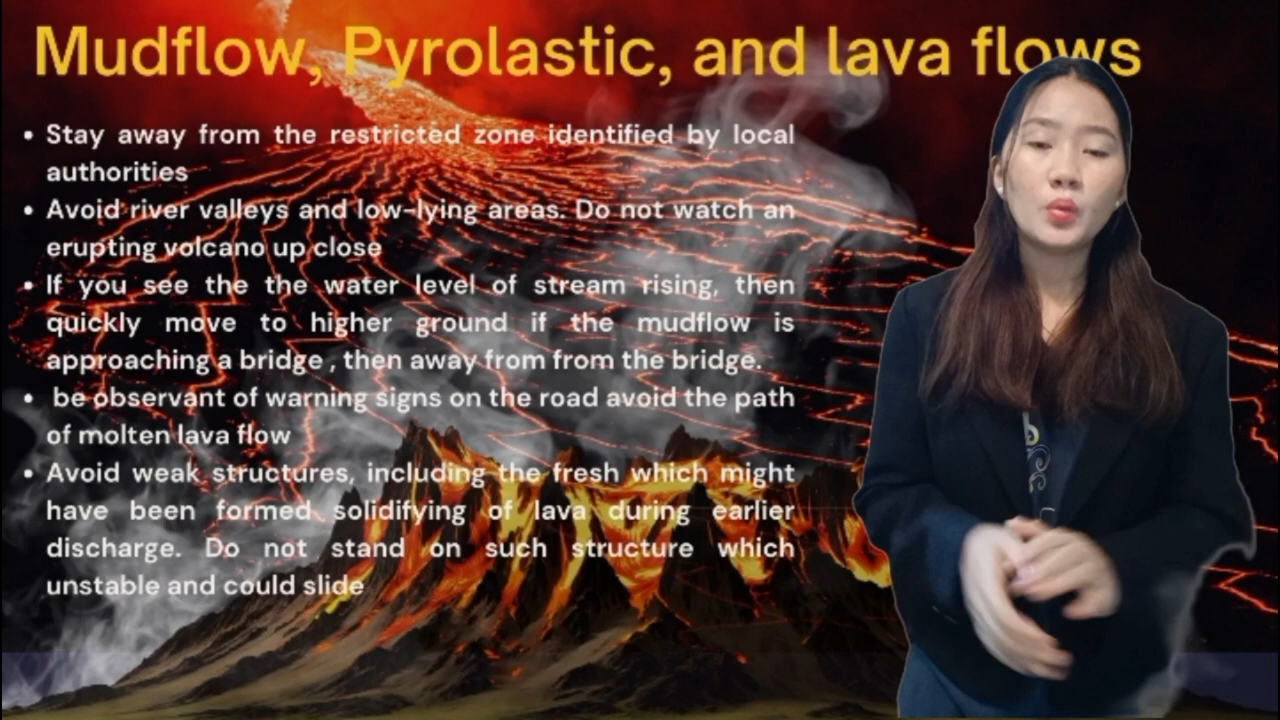 Mudflow, Pyrolastic, and lava flows
• Stay away from the restricted zone identified by local
authorities
• Avoid river valleys and low-lying areas. Do not watch an
erupting volcano up close
• If you see the the water level of stream rising, then
quickly move to higher ground if the mudflow is
approaching a bridge , then away from from the bridge.
• be observant of warning signs on the road avoid the path
of molten lava flow
• Avoid weak structures, including the fresh which might
have been formed solidifying of lava during earlier
discharge. Do not stand on such structure which
unstable and could slide